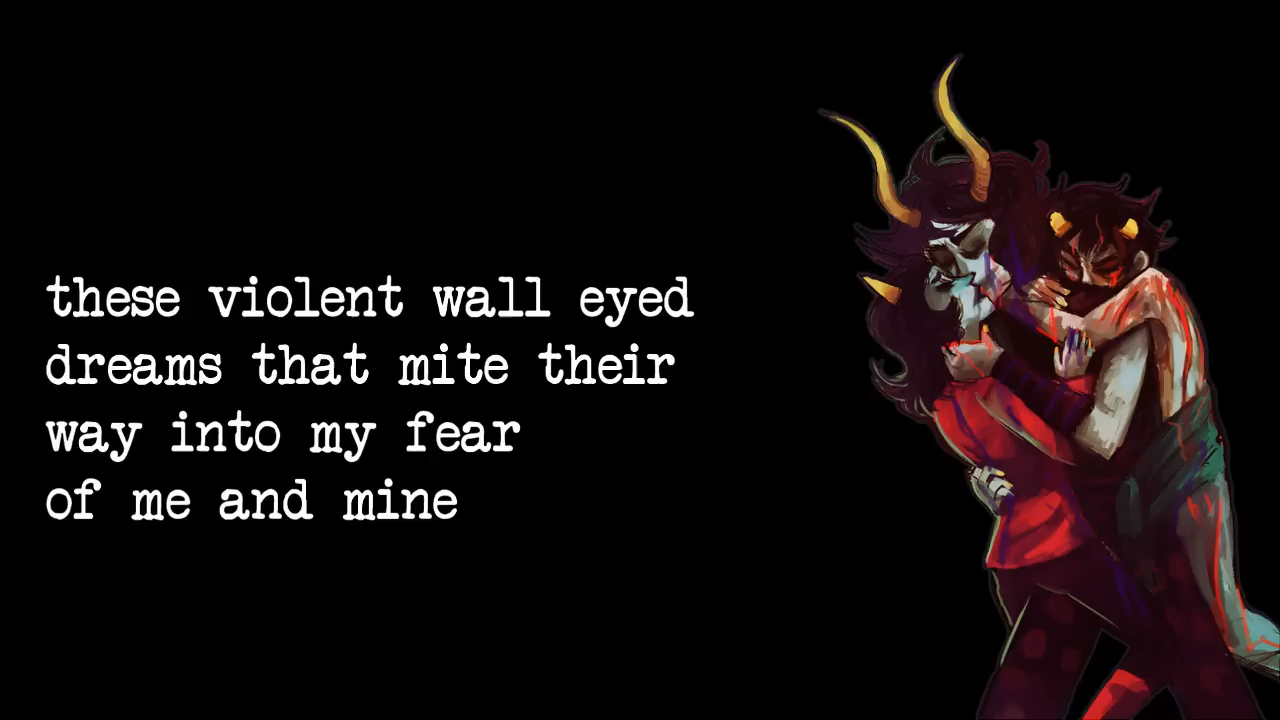 these violent wall eyed
dreams that mite their
way into my fear
of me and mine